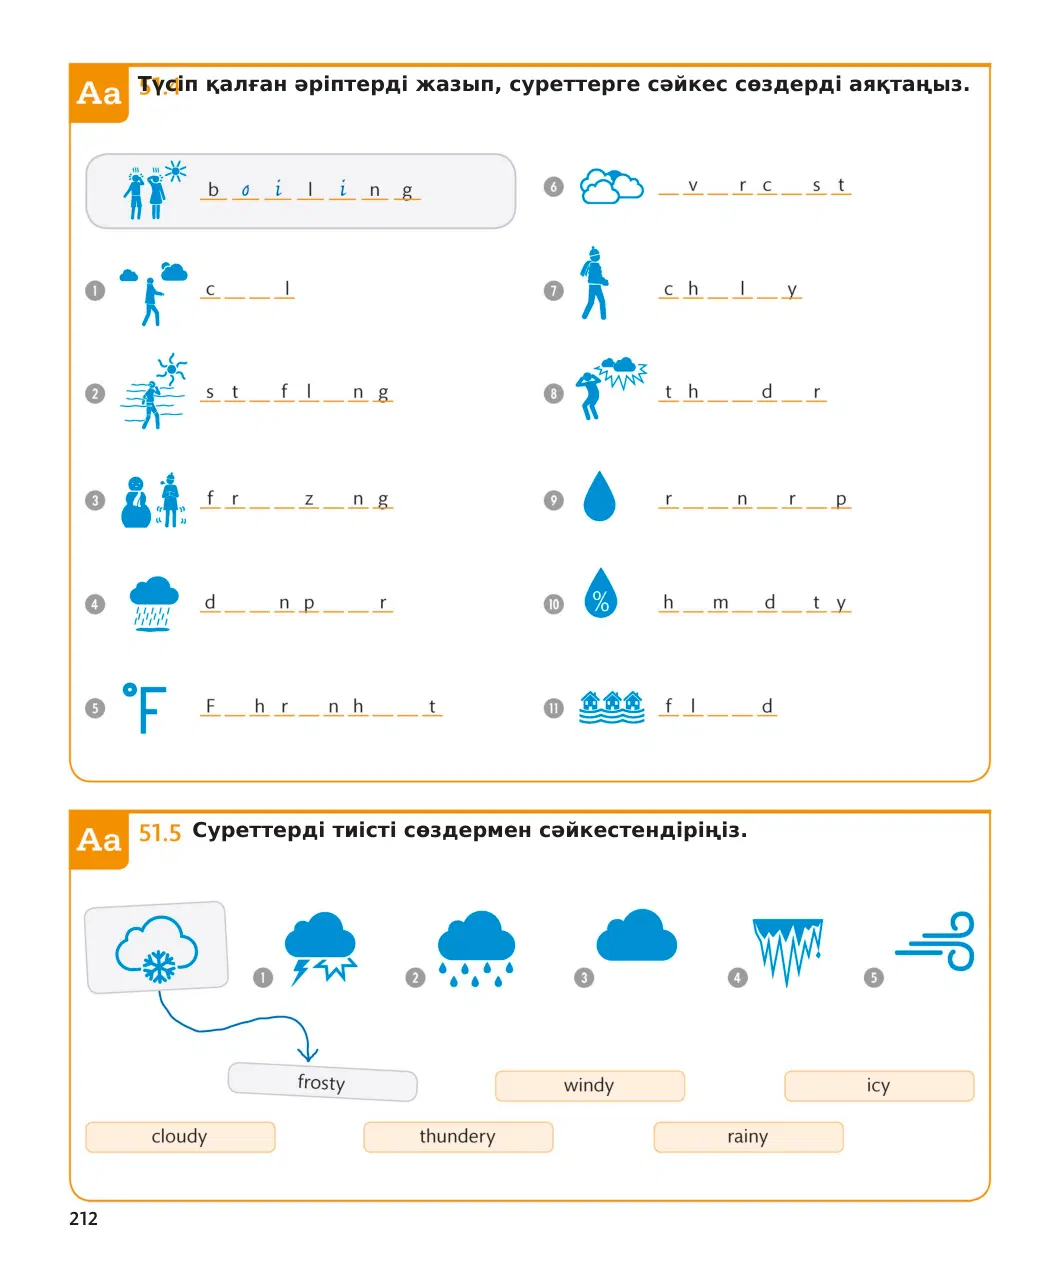 Aa 51.4 Түсіп қалған әріптерді жазып, суреттерге сәйкес сөздерді аяқтаңыз.
b o i l i n g
1 c _ _ l
2 s t _ f l _ n g
3 f r _ _ z _ n g
4 d _ _ n p _ _ r
5 °F F _ h r _ n h _ _ t
6 _ v _ r c _ s t
7 c h _ l _ y
8 t h _ _ d _ r
9 r _ _ n _ r _ p
10 % h _ m _ d _ t y
11 f l _ _ d
Aa 51.5 Суреттерді тиісті сөздермен сәйкестендіріңіз.
1 2 3 4 5
frosty windy icy
cloudy thundery rainy
212